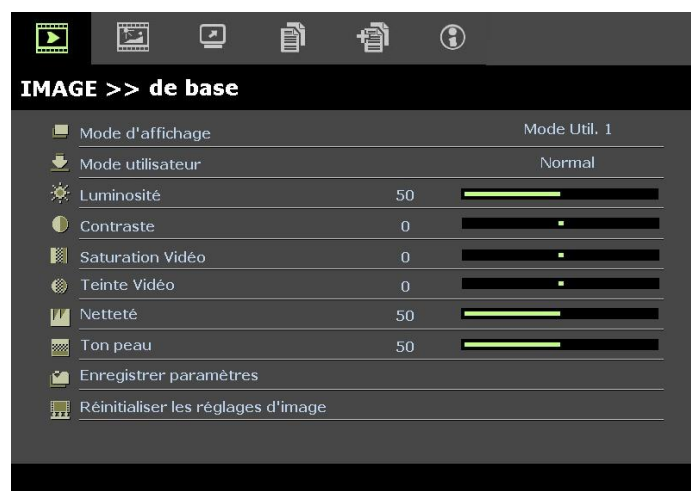 IMAGE >> de base
Mode d'affichage Mode Util. 1
Mode utilisateur Normal
Luminosité 50
Contraste 0
Saturation Vidéo 0
Teinte Vidéo 0
Netteté 50
Ton peau 50
Enregistrer paramètres
Réinitialiser les réglages d'image